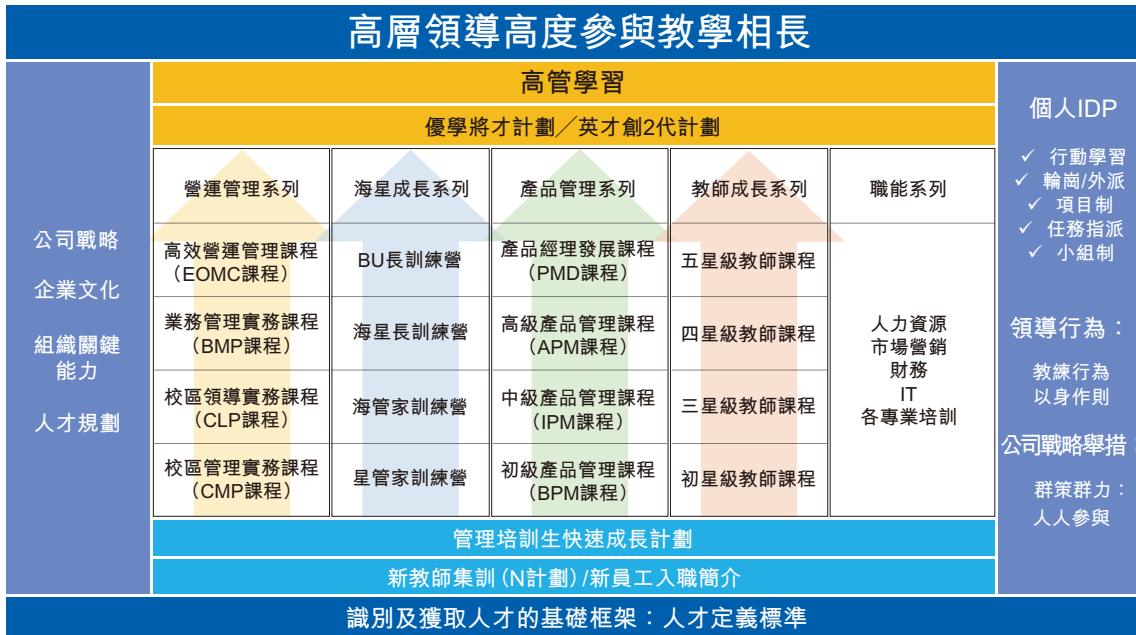 高層領導高度參與教學相長
公司戰略
企業文化
組織關鍵
能力
人才規劃
高管學習
優學將才計劃／英才創2代計劃
營運管理系列
高效營運管理課程
（EOMC課程）
業務管理實務課程
（BMP課程）
校區領導實務課程
（CLP課程）
校區管理實務課程
（CMP課程）
海星成長系列
BU長訓練營
海星長訓練營
海管家訓練營
星管家訓練營
產品管理系列
產品經理發展課程
（PMD課程）
高級產品管理課程
（APM課程）
中級產品管理課程
（IPM課程）
初級產品管理課程
（BPM課程）
教師成長系列
五星級教師課程
四星級教師課程
三星級教師課程
初星級教師課程
職能系列
人力資源
市場營銷
財務
IT
各專業培訓
管理培訓生快速成長計劃
新教師集訓（N計劃）/新員工入職簡介
個人IDP
✓ 行動學習
✓ 輪崗/外派
✓ 項目制
✓ 任務指派
✓ 小組制
領導行為：
教練行為
以身作則
公司戰略舉措：
群策群力：
人人參與
識別及獲取人才的基礎框架：人才定義標準